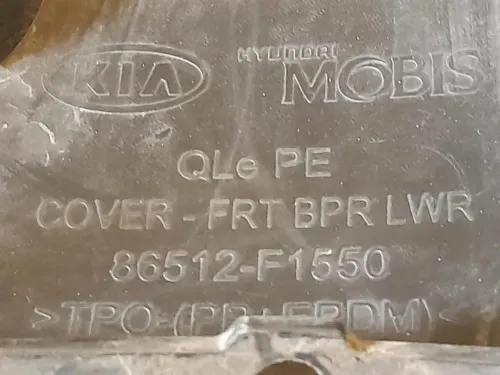 KIA HYUNDAI MOBIS
QLe PE
COVER - FRT BPR LWR
86512-F1550
>TPO-(PP+EPDM)<